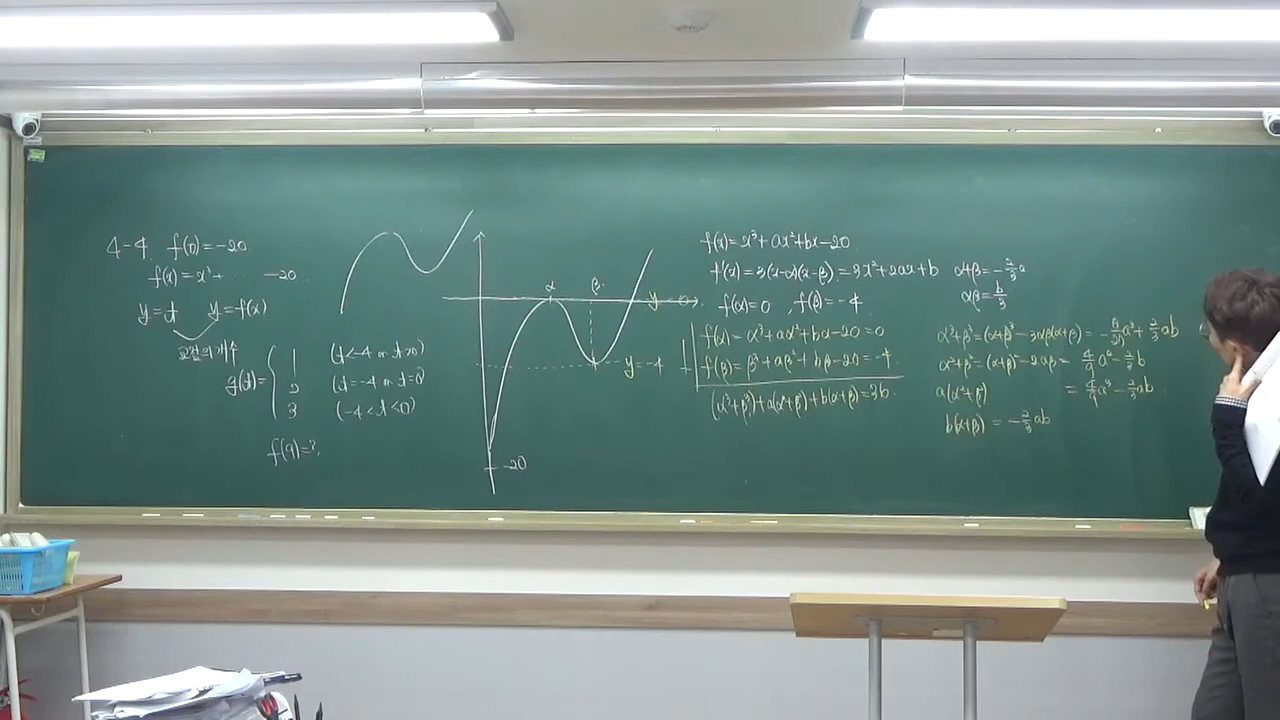 4-4. f(0)=-20.
f(x)=x³+ ... -20.
y=t y=f(x)
교점의개수
g(t)= { 1 (t<-4 or t>0)
2 (t=-4 or t=0)
3 (-4<t<0)
f(9)=?
α
β
y=-4
-20
f(x)=x³+ax²+bx-20
f'(x)=3(x-α)(x-β)=3x²+2ax+b
f(α)=0, f(β)=-4
f(α)=α³+aα²+bα-20=0
f(β)=β³+aβ²+bβ-20=-4
(α³+β³)+a(α²+β²)+b(α+β)=36.
α+β=-2/3a
αβ=b/3
α³+β³=(α+β)³-3αβ(α+β)=-8/27a³+2/3ab
α²+β²=(α+β)²-2αβ=4/9a²-2/3b
a(α²+β²) =4/9a³-2/3ab
b(α+β)=-2/3ab